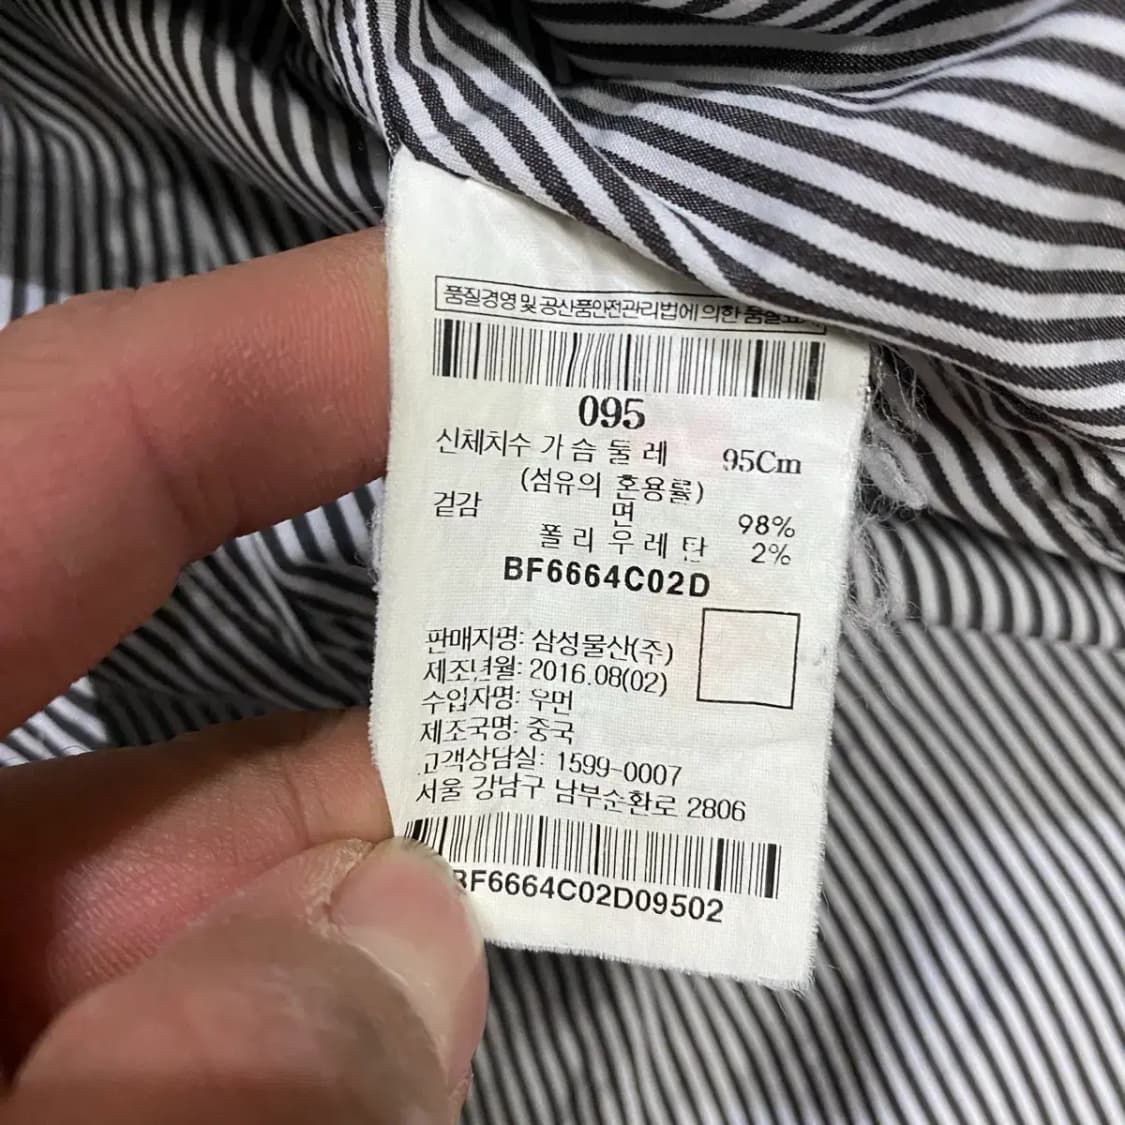 품질경영 및 공산품안전관리법에 의한 품질표
095
신체치수 가슴둘레 95Cm
(섬유의 혼용률)
겉감 면 98%
폴리우레탄 2%
BF6664C02D
판매자명: 삼성물산(주)
제조년월: 2016.08(02)
수입자명: 우먼
제조국명: 중국
고객상담실: 1599-0007
서울 강남구 남부순환로 2806
BF6664C02D09502